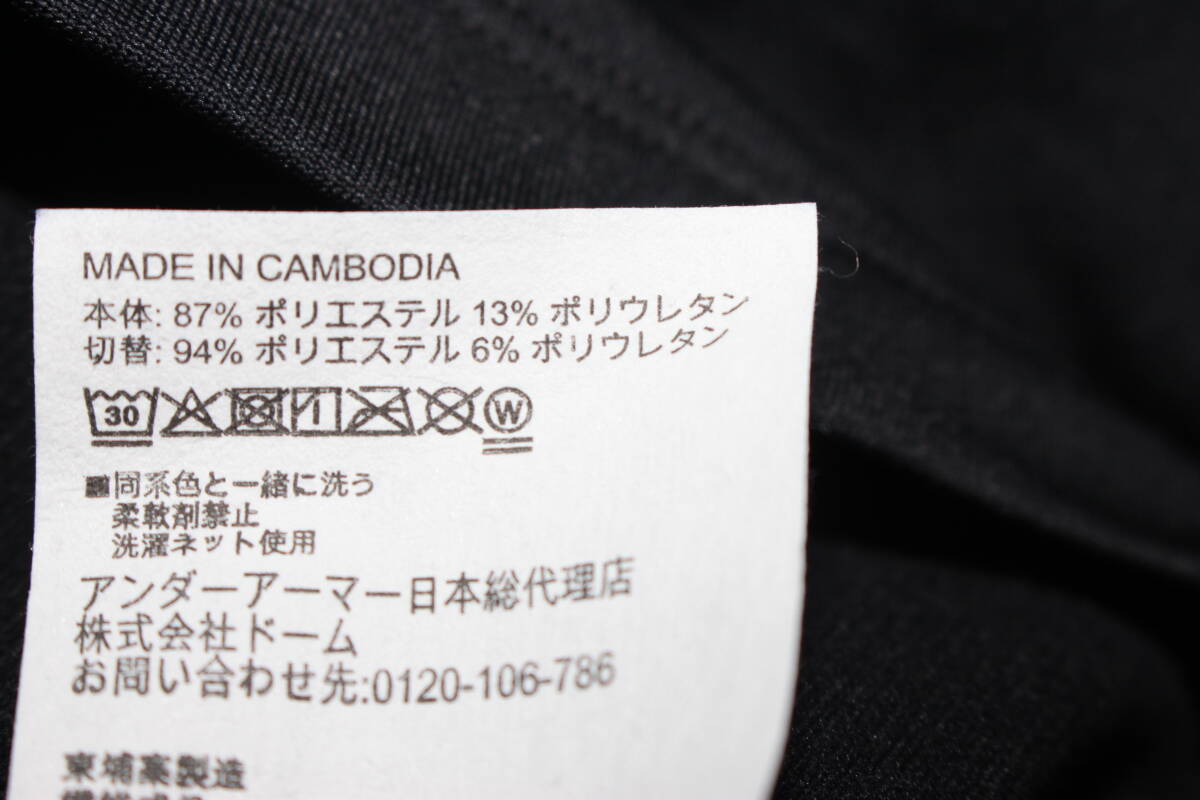 MADE IN CAMBODIA
本体: 87% ポリエステル 13% ポリウレタン
切替: 94% ポリエステル 6% ポリウレタン
30 W
■同系色と一緒に洗う
柔軟剤禁止
洗濯ネット使用
アンダーアーマー日本総代理店
株式会社ドーム
お問い合わせ先:0120-106-786
柬埔寨製造